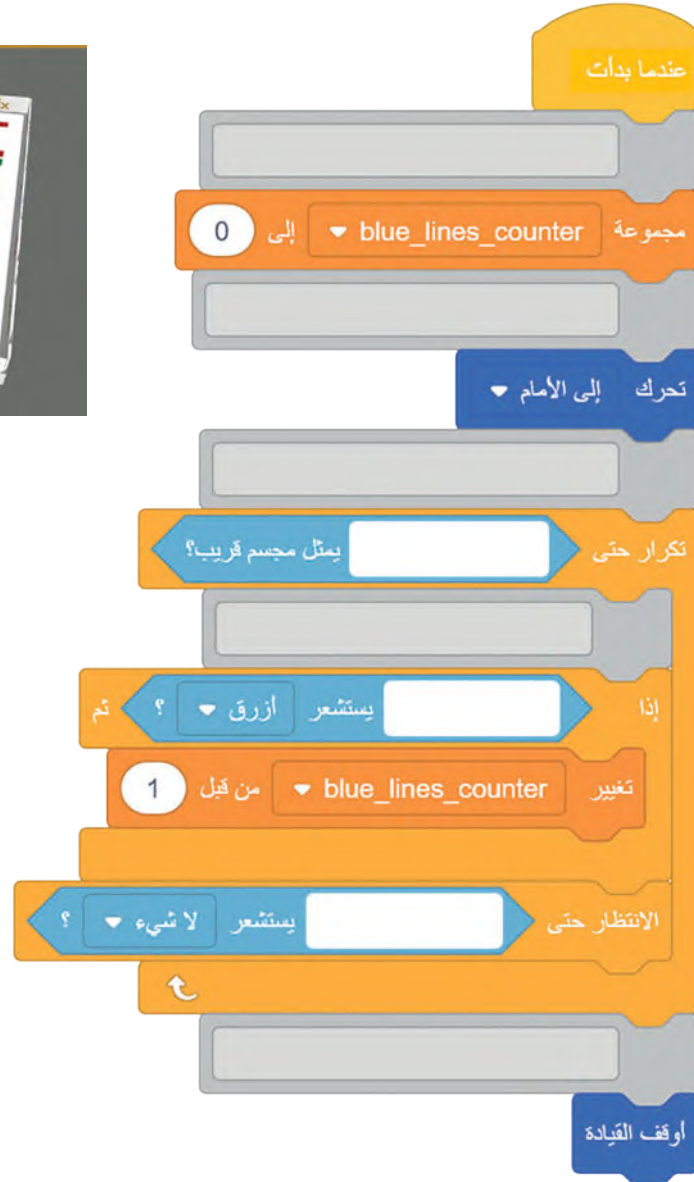 عندما بدأت
مجموعة blue_lines_counter إلى 0
تحرك إلى الأمام
تكرار حتى يمثل مجسم قريب؟
إذا يستشعر أزرق ؟ ثم
تغيير blue_lines_counter من قبل 1
الانتظار حتى يستشعر لا شيء ؟
أوقف القيادة